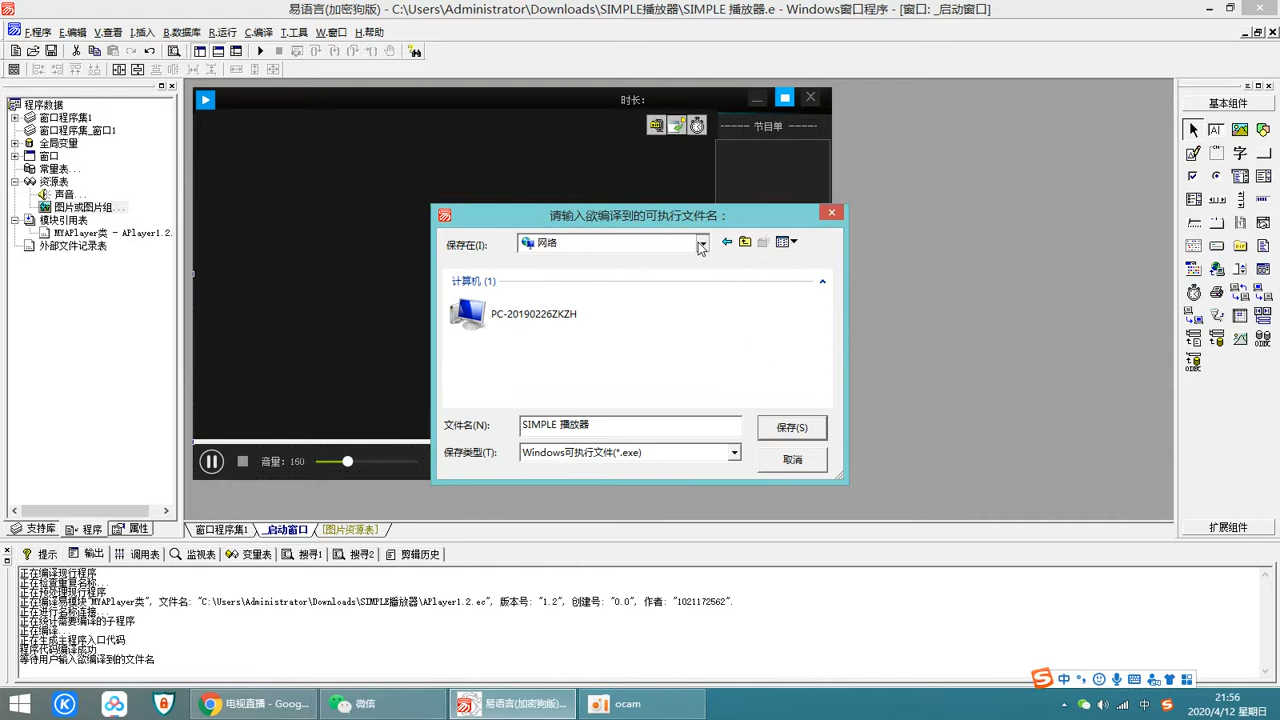 易语言(加密狗版) - C:\Users\Administrator\Downloads\SIMPLE播放器\SIMPLE 播放器.e - Windows窗口程序 - [窗口: _启动窗口]
F.程序 E.编辑 V.查看 I.插入 B.数据库 R.运行 C.编译 T.工具 W.窗口 H.帮助
程序数据
窗口程序集1
窗口程序集_窗口1
全局变量
窗口
常量表...
资源表
声音...
图片或图片组...
模块引用表
MYAPlayer类 - APlayer1.2.
外部文件记录表
支持库 程序 属性
时长:
----- 节目单 -----
音量: 150
请输入欲编译到的可执行文件名：
保存在(I):
网络
计算机 (1)
PC-20190226ZKZH
文件名(N):
SIMPLE 播放器
保存(S)
保存类型(T):
Windows可执行文件(*.exe)
取消
基本组件
扩展组件
窗口程序集1 _启动窗口 [图片资源表]
提示 输出 调用表 监视表 变量表 搜寻1 搜寻2 剪辑历史
正在编译现行程序
正在检查重复名称...
正在预处理现行程序
正在编译易模块"MYAPlayer类", 文件名: "C:\Users\Administrator\Downloads\SIMPLE播放器\APlayer1.2.ec", 版本号: "1.2", 创建号: "0.0", 作者: "1021172562".
正在进行名称连接...
正在统计需要编译的子程序
正在编译...
正在生成主程序入口代码
程序代码编译成功
等待用户输入欲编译到的文件名
中
电视直播 - Goog...
微信
易语言(加密狗版)...
ocam
中
21:56
2020/4/12 星期日